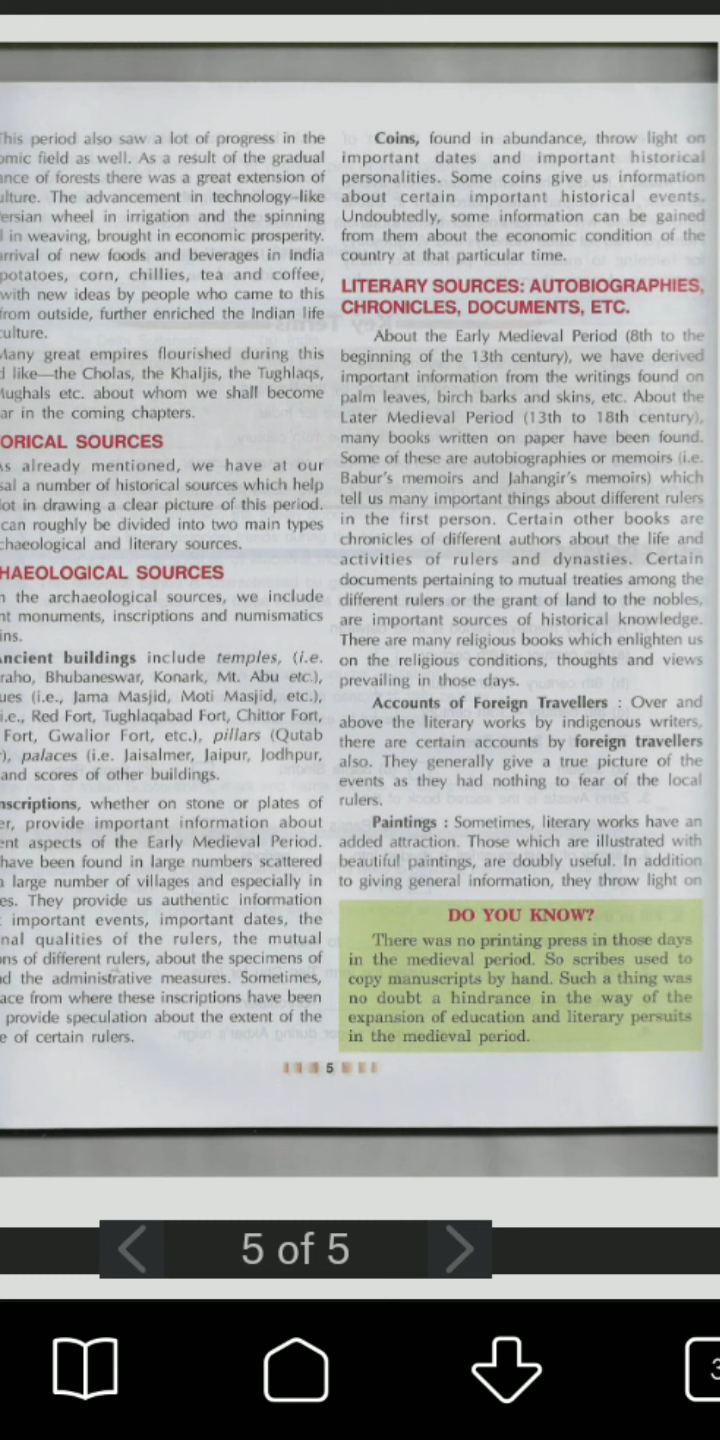 This period also saw a lot of progress in the
omic field as well. As a result of the gradual
ance of forests there was a great extension of
ulture. The advancement in technology-like
ersian wheel in irrigation and the spinning
l in weaving, brought in economic prosperity.
rrival of new foods and beverages in India
potatoes, corn, chillies, tea and coffee,
with new ideas by people who came to this
from outside, further enriched the Indian life
culture.
Many great empires flourished during this
d like—the Cholas, the Khaljis, the Tughlaqs,
Mughals etc. about whom we shall become
ar in the coming chapters.
ORICAL SOURCES
As already mentioned, we have at our
sal a number of historical sources which help
lot in drawing a clear picture of this period.
can roughly be divided into two main types
chaeological and literary sources.
HAEOLOGICAL SOURCES
n the archaeological sources, we include
nt monuments, inscriptions and numismatics
ins.
Ancient buildings include temples, (i.e.
raho, Bhubaneswar, Konark, Mt. Abu etc.),
ues (i.e., Jama Masjid, Moti Masjid, etc.),
i.e., Red Fort, Tughlaqabad Fort, Chittor Fort,
Fort, Gwalior Fort, etc.), pillars (Qutab
r), palaces (i.e. Jaisalmer, Jaipur, Jodhpur,
and scores of other buildings.
nscriptions, whether on stone or plates of
er, provide important information about
ent aspects of the Early Medieval Period.
have been found in large numbers scattered
a large number of villages and especially in
es. They provide us authentic information
t important events, important dates, the
nal qualities of the rulers, the mutual
ons of different rulers, about the specimens of
nd the administrative measures. Sometimes,
ace from where these inscriptions have been
provide speculation about the extent of the
e of certain rulers.
Coins, found in abundance, throw light on
important dates and important historical
personalities. Some coins give us information
about certain important historical events.
Undoubtedly, some information can be gained
from them about the economic condition of the
country at that particular time.
LITERARY SOURCES: AUTOBIOGRAPHIES,
CHRONICLES, DOCUMENTS, ETC.
About the Early Medieval Period (8th to the
beginning of the 13th century), we have derived
important information from the writings found on
palm leaves, birch barks and skins, etc. About the
Later Medieval Period (13th to 18th century),
many books written on paper have been found.
Some of these are autobiographies or memoirs (i.e.
Babur's memoirs and Jahangir's memoirs) which
tell us many important things about different rulers
in the first person. Certain other books are
chronicles of different authors about the life and
activities of rulers and dynasties. Certain
documents pertaining to mutual treaties among the
different rulers or the grant of land to the nobles,
are important sources of historical knowledge.
There are many religious books which enlighten us
on the religious conditions, thoughts and views
prevailing in those days.
Accounts of Foreign Travellers : Over and
above the literary works by indigenous writers,
there are certain accounts by foreign travellers
also. They generally give a true picture of the
events as they had nothing to fear of the local
rulers.
Paintings : Sometimes, literary works have an
added attraction. Those which are illustrated with
beautiful paintings, are doubly useful. In addition
to giving general information, they throw light on
DO YOU KNOW?
There was no printing press in those days
in the medieval period. So scribes used to
copy manuscripts by hand. Such a thing was
no doubt a hindrance in the way of the
expansion of education and literary persuits
in the medieval period.
5
5 of 5
3